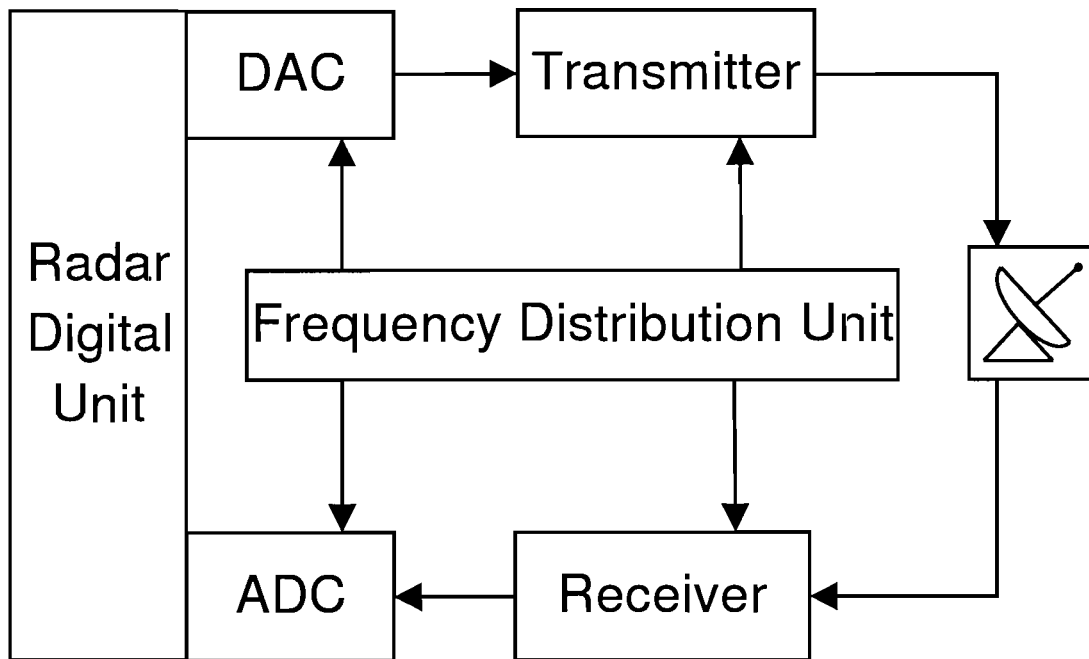 DAC
Transmitter
Radar
Digital
Unit
Frequency Distribution Unit
ADC
Receiver